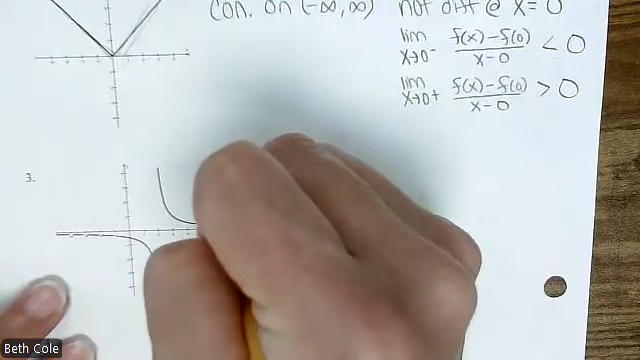 con. on (-∞, ∞) not diff @ x = 0
lim x→0⁻ f(x)-f(0) / x-0 < 0
lim x→0⁺ f(x)-f(0) / x-0 > 0
3.
Beth Cole